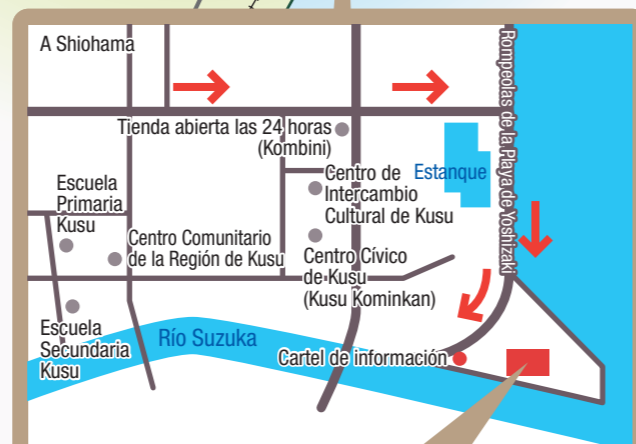 A Shiohama
Rompeolas de la Playa de Yoshizaki
Tienda abierta las 24 horas
(Kombini)
Centro de
Intercambio
Cultural de Kusu
Estanque
Escuela
Primaria
Kusu
Centro Comunitario
de la Región de Kusu
Centro Cívico
de Kusu
(Kusu Kominkan)
Escuela
Secundaria
Kusu
Río Suzuka
Cartel de información